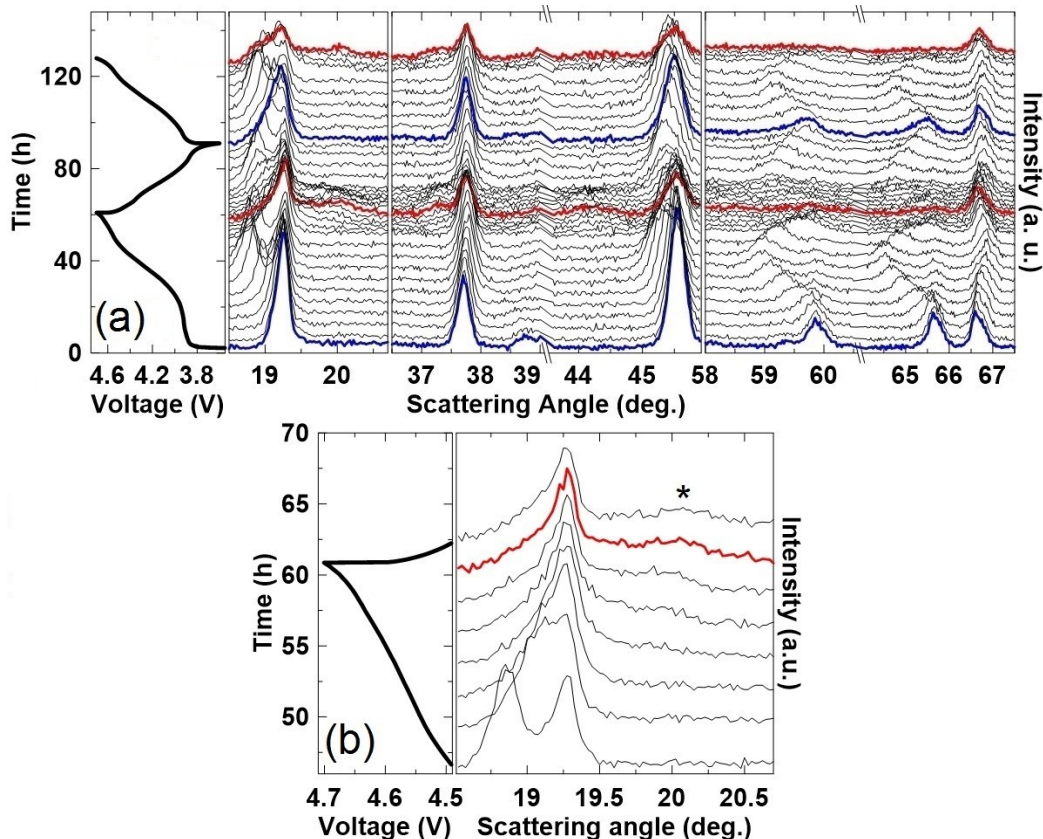 120
80
40
0
Time (h)
(a)
4.6 4.2 3.8
19 20 37 38 39 44 45 58 59 60 65 66 67
Voltage (V)
Scattering Angle (deg.)
Intensity (a. u.)
70
65
60
55
50
Time (h)
(b)
*
4.7 4.6 4.5
19 19.5 20 20.5
Voltage (V)
Scattering angle (deg.)
Intensity (a.u.)